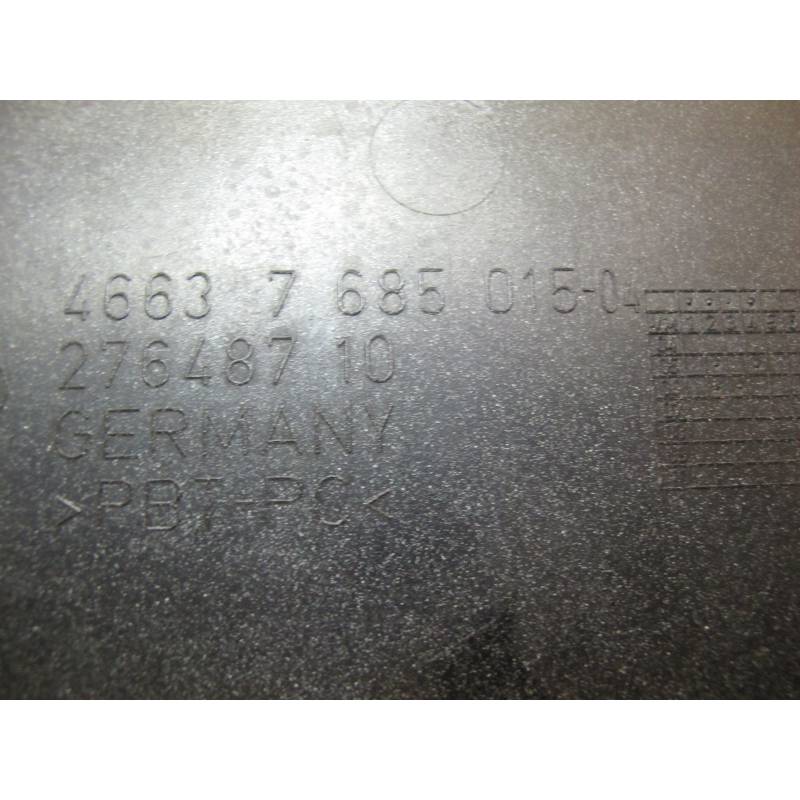 4663 7 685 015-04
276487 10
GERMANY
>PBT-PC<